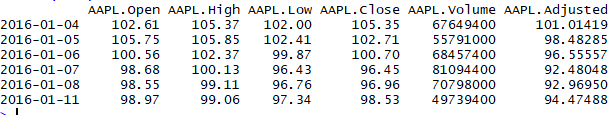 AAPL.Open AAPL.High AAPL.Low AAPL.Close AAPL.Volume AAPL.Adjusted
2016-01-04 102.61 105.37 102.00 105.35 67649400 101.01419
2016-01-05 105.75 105.85 102.41 102.71 55791000 98.48285
2016-01-06 100.56 102.37 99.87 100.70 68457400 96.55557
2016-01-07 98.68 100.13 96.43 96.45 81094400 92.48048
2016-01-08 98.55 99.11 96.76 96.96 70798000 92.96950
2016-01-11 98.97 99.06 97.34 98.53 49739400 94.47488
>